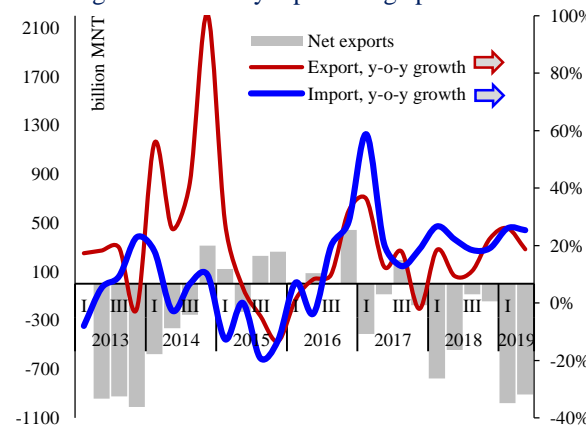 2100
1700
1300
900
500
100
-300
-700
-1100
billion MNT
Net exports
Export, y-o-y growth
Import, y-o-y growth
100%
80%
60%
40%
20%
0%
-20%
-40%
I III I III I III I III I III I III I
2013 2014 2015 2016 2017 2018 2019